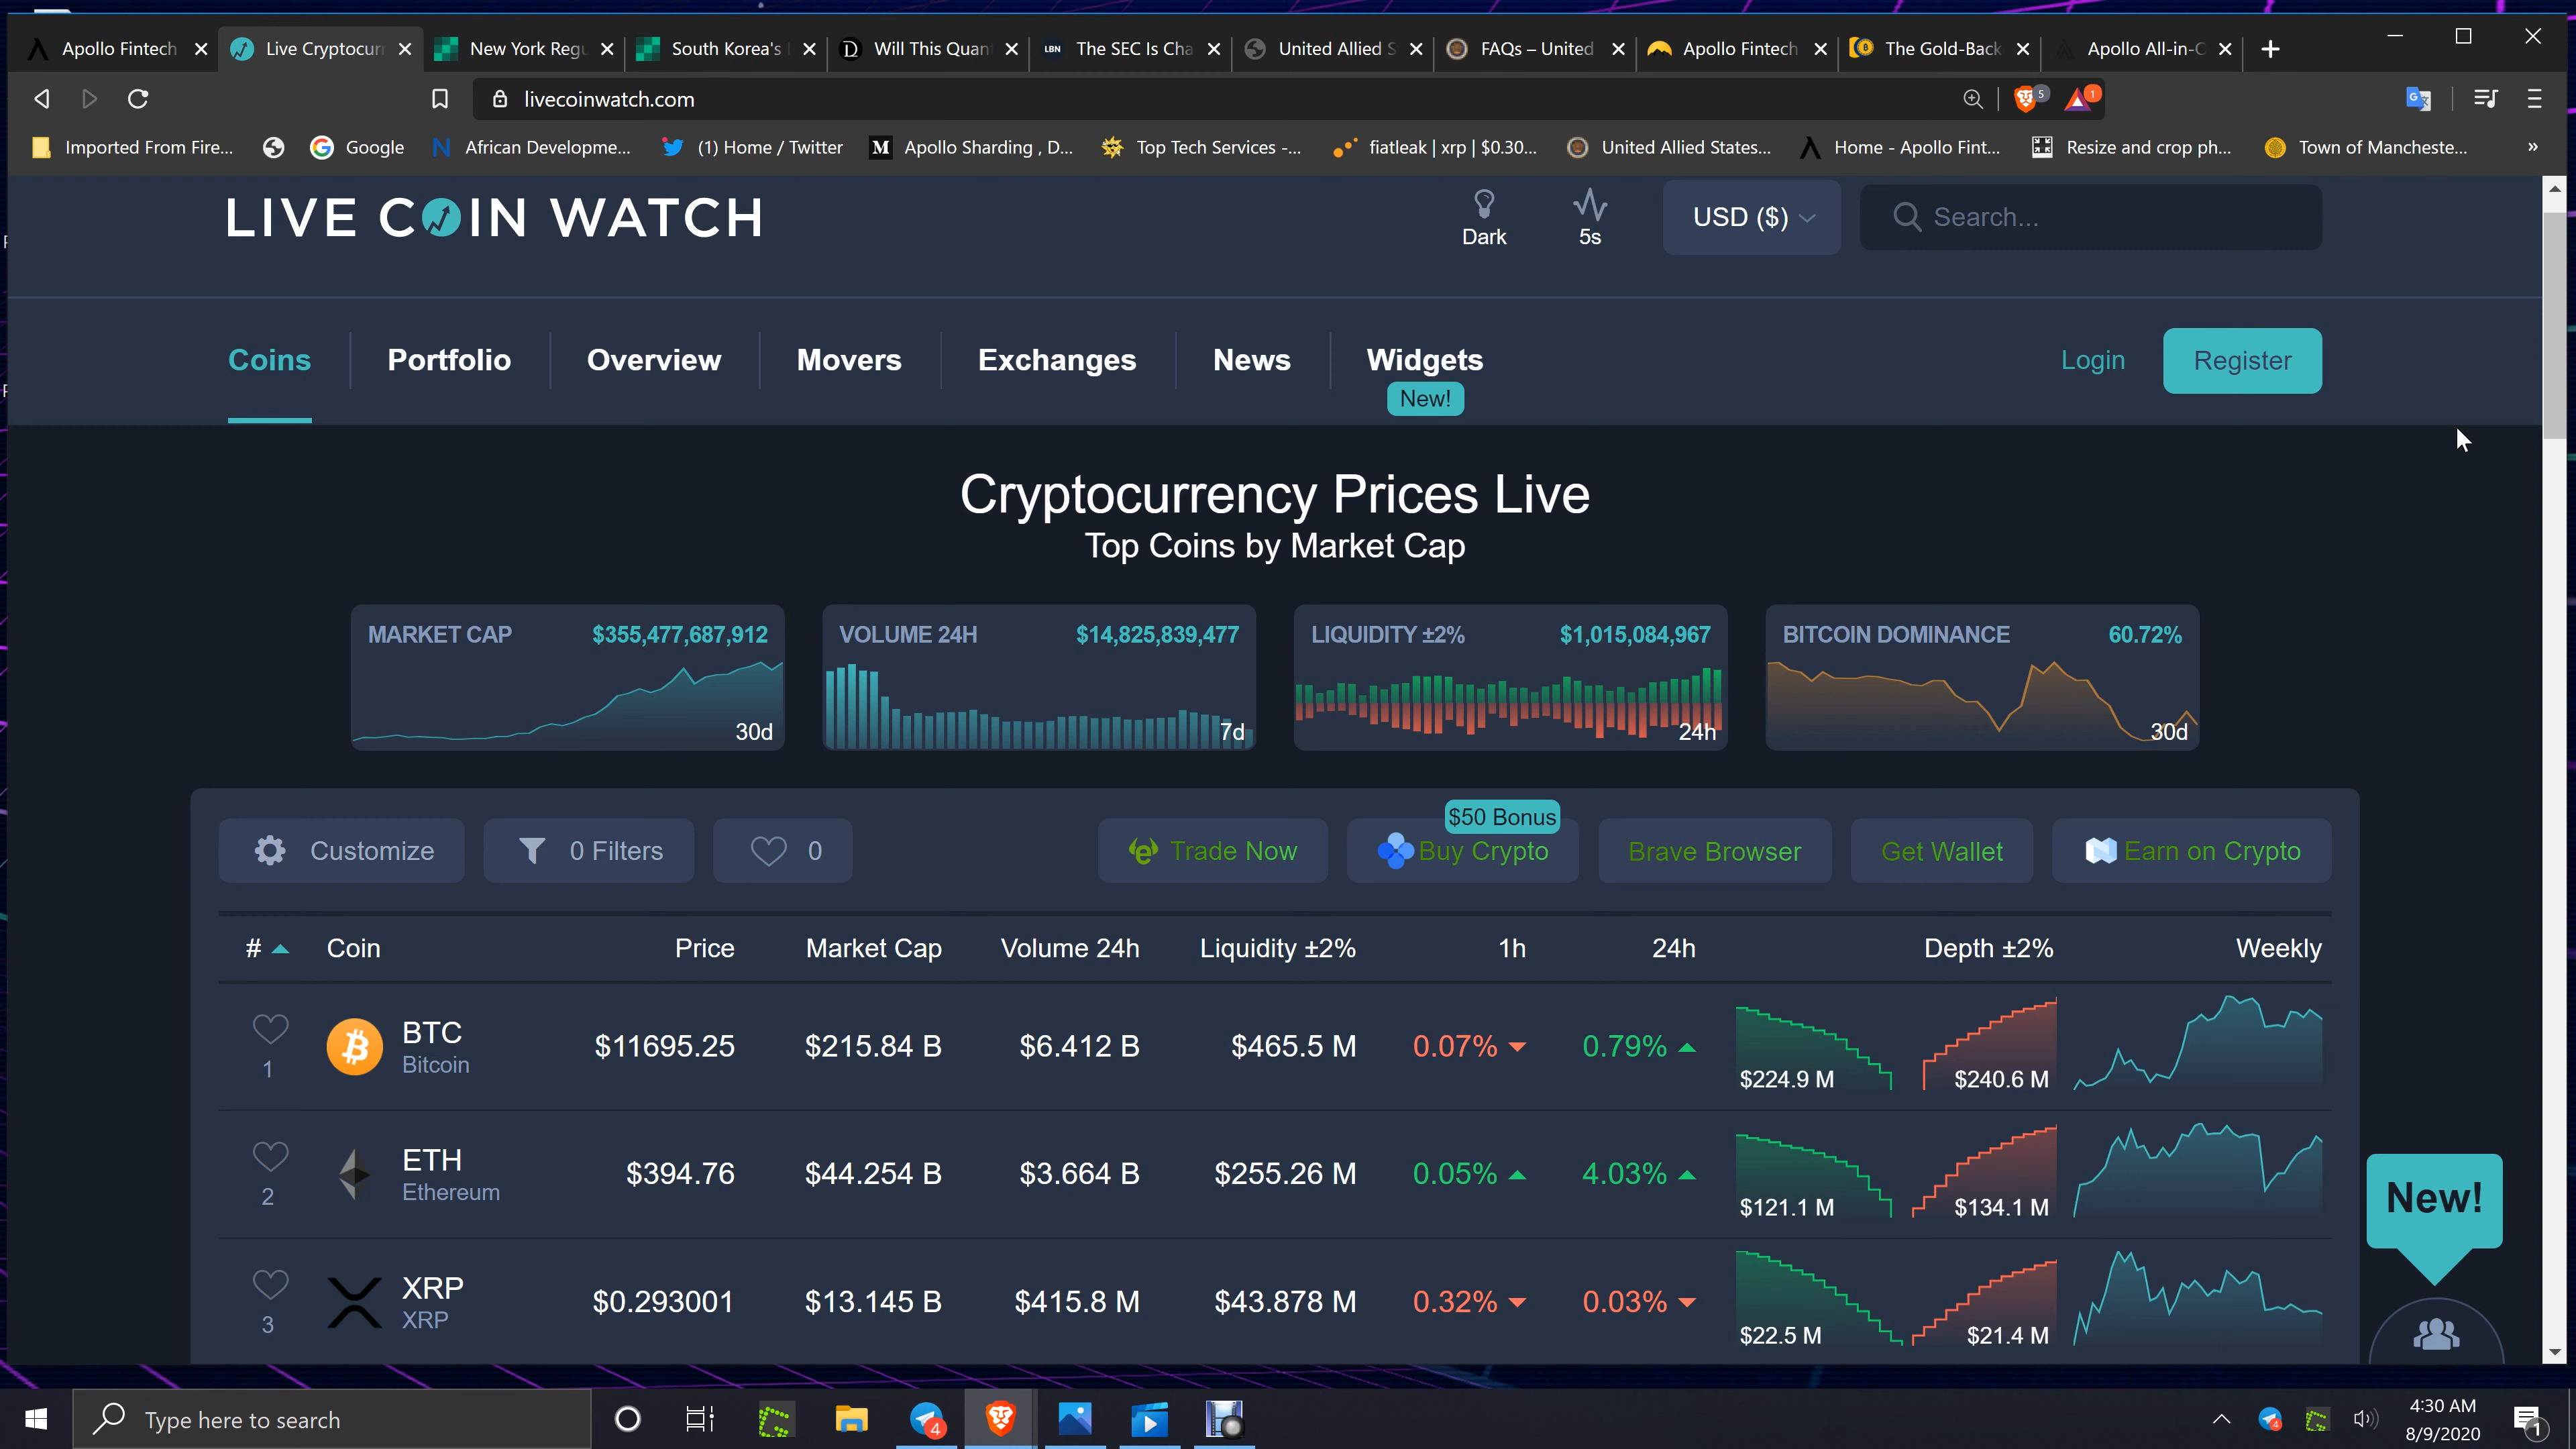 Apollo Fintech
Live Cryptocurr
New York Regu
South Korea's
Will This Quan
LBN The SEC Is Cha
United Allied S
FAQs – United
Apollo Fintech
The Gold-Back
Apollo All-in-C
livecoinwatch.com
5
1
Imported From Fire...
Google
African Developme...
(1) Home / Twitter
Apollo Sharding , D...
Top Tech Services -...
fiatleak | xrp | $0.30...
United Allied States...
Home - Apollo Fint...
Resize and crop ph...
Town of Mancheste...
»
LIVE COIN WATCH
Dark
5s
USD ($)
Search...
Coins
Portfolio
Overview
Movers
Exchanges
News
Widgets
New!
Login
Register
Cryptocurrency Prices Live
Top Coins by Market Cap
MARKET CAP $355,477,687,912
30d
VOLUME 24H $14,825,839,477
7d
LIQUIDITY ±2% $1,015,084,967
24h
BITCOIN DOMINANCE 60.72%
30d
Customize
0 Filters
0
Trade Now
$50 Bonus
Buy Crypto
Brave Browser
Get Wallet
Earn on Crypto
# Coin Price Market Cap Volume 24h Liquidity ±2% 1h 24h Depth ±2% Weekly
1 BTC Bitcoin $11695.25 $215.84 B $6.412 B $465.5 M 0.07% 0.79% $224.9 M $240.6 M
2 ETH Ethereum $394.76 $44.254 B $3.664 B $255.26 M 0.05% 4.03% $121.1 M $134.1 M
3 XRP XRP $0.293001 $13.145 B $415.8 M $43.878 M 0.32% 0.03% $22.5 M $21.4 M
New!
Type here to search
4
4
4:30 AM
8/9/2020
1